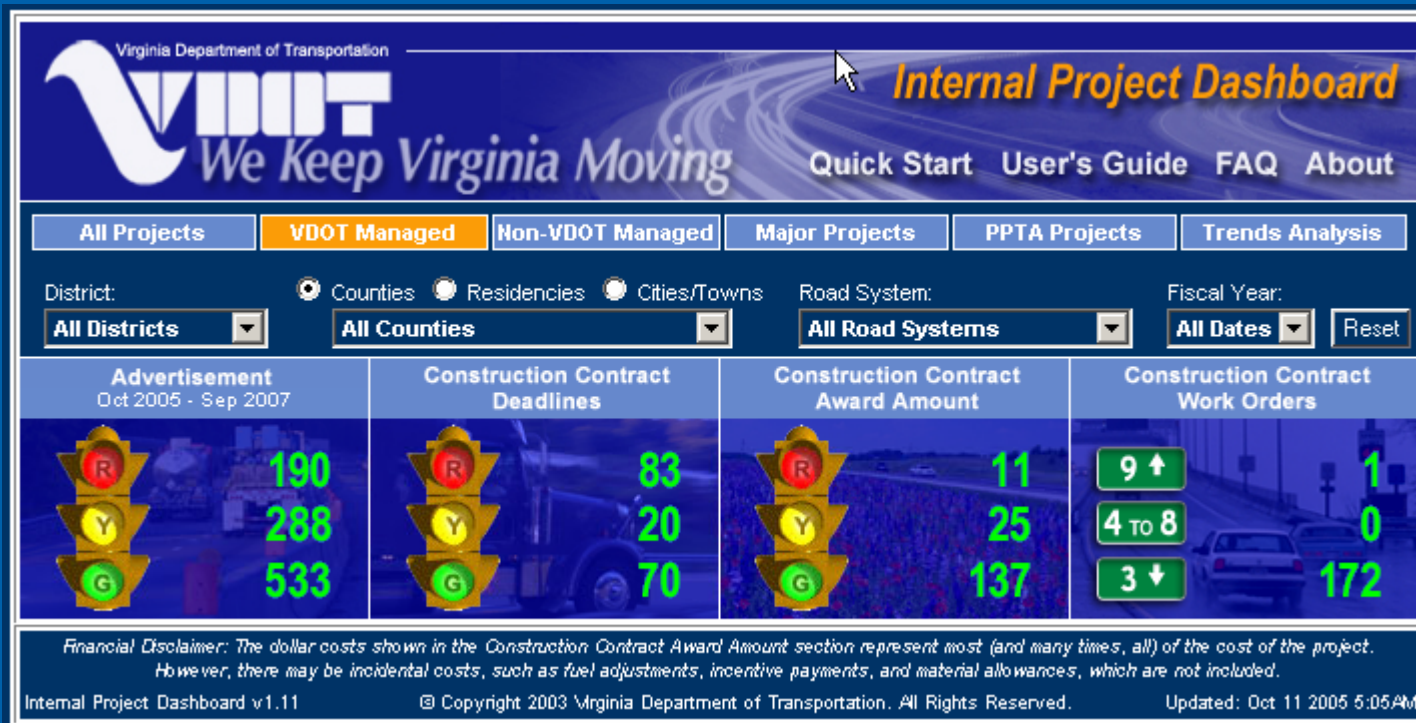 Virginia Department of Transportation
VDOT
We Keep Virginia Moving
Internal Project Dashboard
Quick Start User's Guide FAQ About
All Projects VDOT Managed Non-VDOT Managed Major Projects PPTA Projects Trends Analysis
District: Counties Residencies Cities/Towns Road System: Fiscal Year:
All Districts All Counties All Road Systems All Dates Reset
Advertisement
Oct 2005 - Sep 2007
R 190
Y 288
G 533
Construction Contract
Deadlines
R 83
Y 20
G 70
Construction Contract
Award Amount
R 11
Y 25
G 137
Construction Contract
Work Orders
9 ↑ 1
4 TO 8 0
3 ↓ 172
Financial Disclaimer: The dollar costs shown in the Construction Contract Award Amount section represent most (and many times, all) of the cost of the project.
However, there may be incidental costs, such as fuel adjustments, incentive payments, and material allowances, which are not included.
Internal Project Dashboard v1.11 © Copyright 2003 Virginia Department of Transportation. All Rights Reserved. Updated: Oct 11 2005 5:05AM